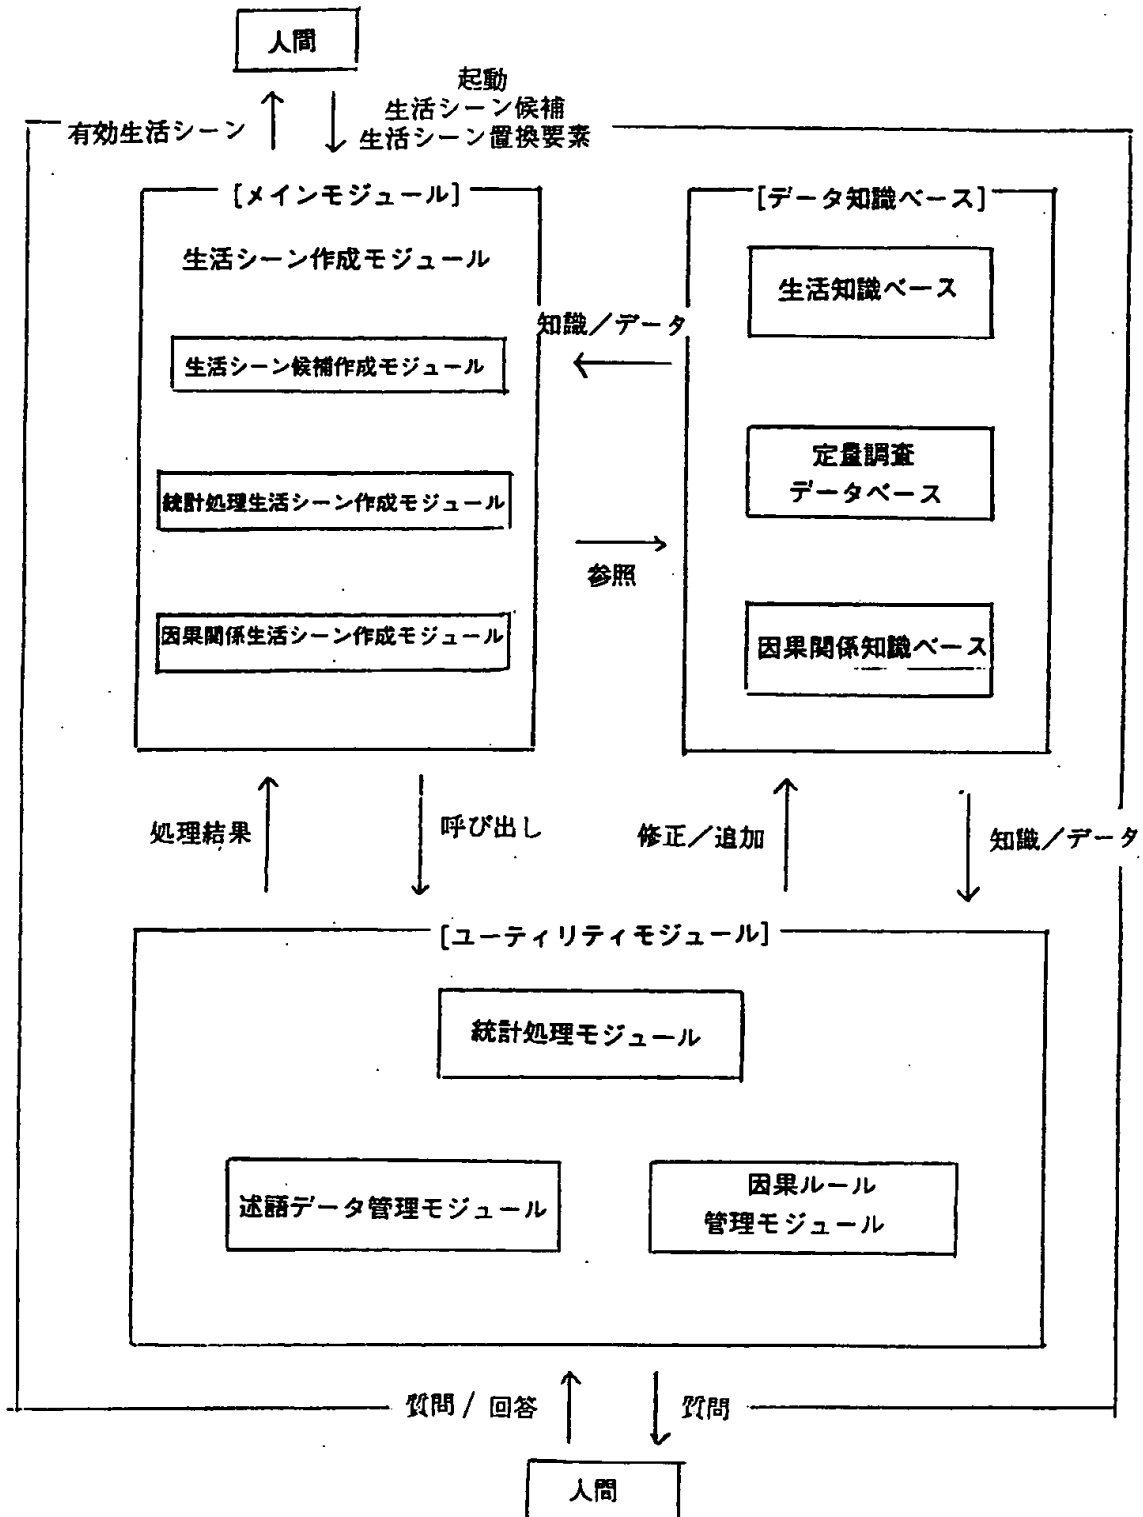 人間
起動
生活シーン候補
有効生活シーン
生活シーン置換要素
[メインモジュール]
生活シーン作成モジュール
生活シーン候補作成モジュール
統計処理生活シーン作成モジュール
因果関係生活シーン作成モジュール
知識/データ
参照
[データ知識ベース]
生活知識ベース
定量調査
データベース
因果関係知識ベース
処理結果
呼び出し
修正/追加
知識/データ
[ユーティリティモジュール]
統計処理モジュール
述語データ管理モジュール
因果ルール
管理モジュール
質問/回答
質問
人間